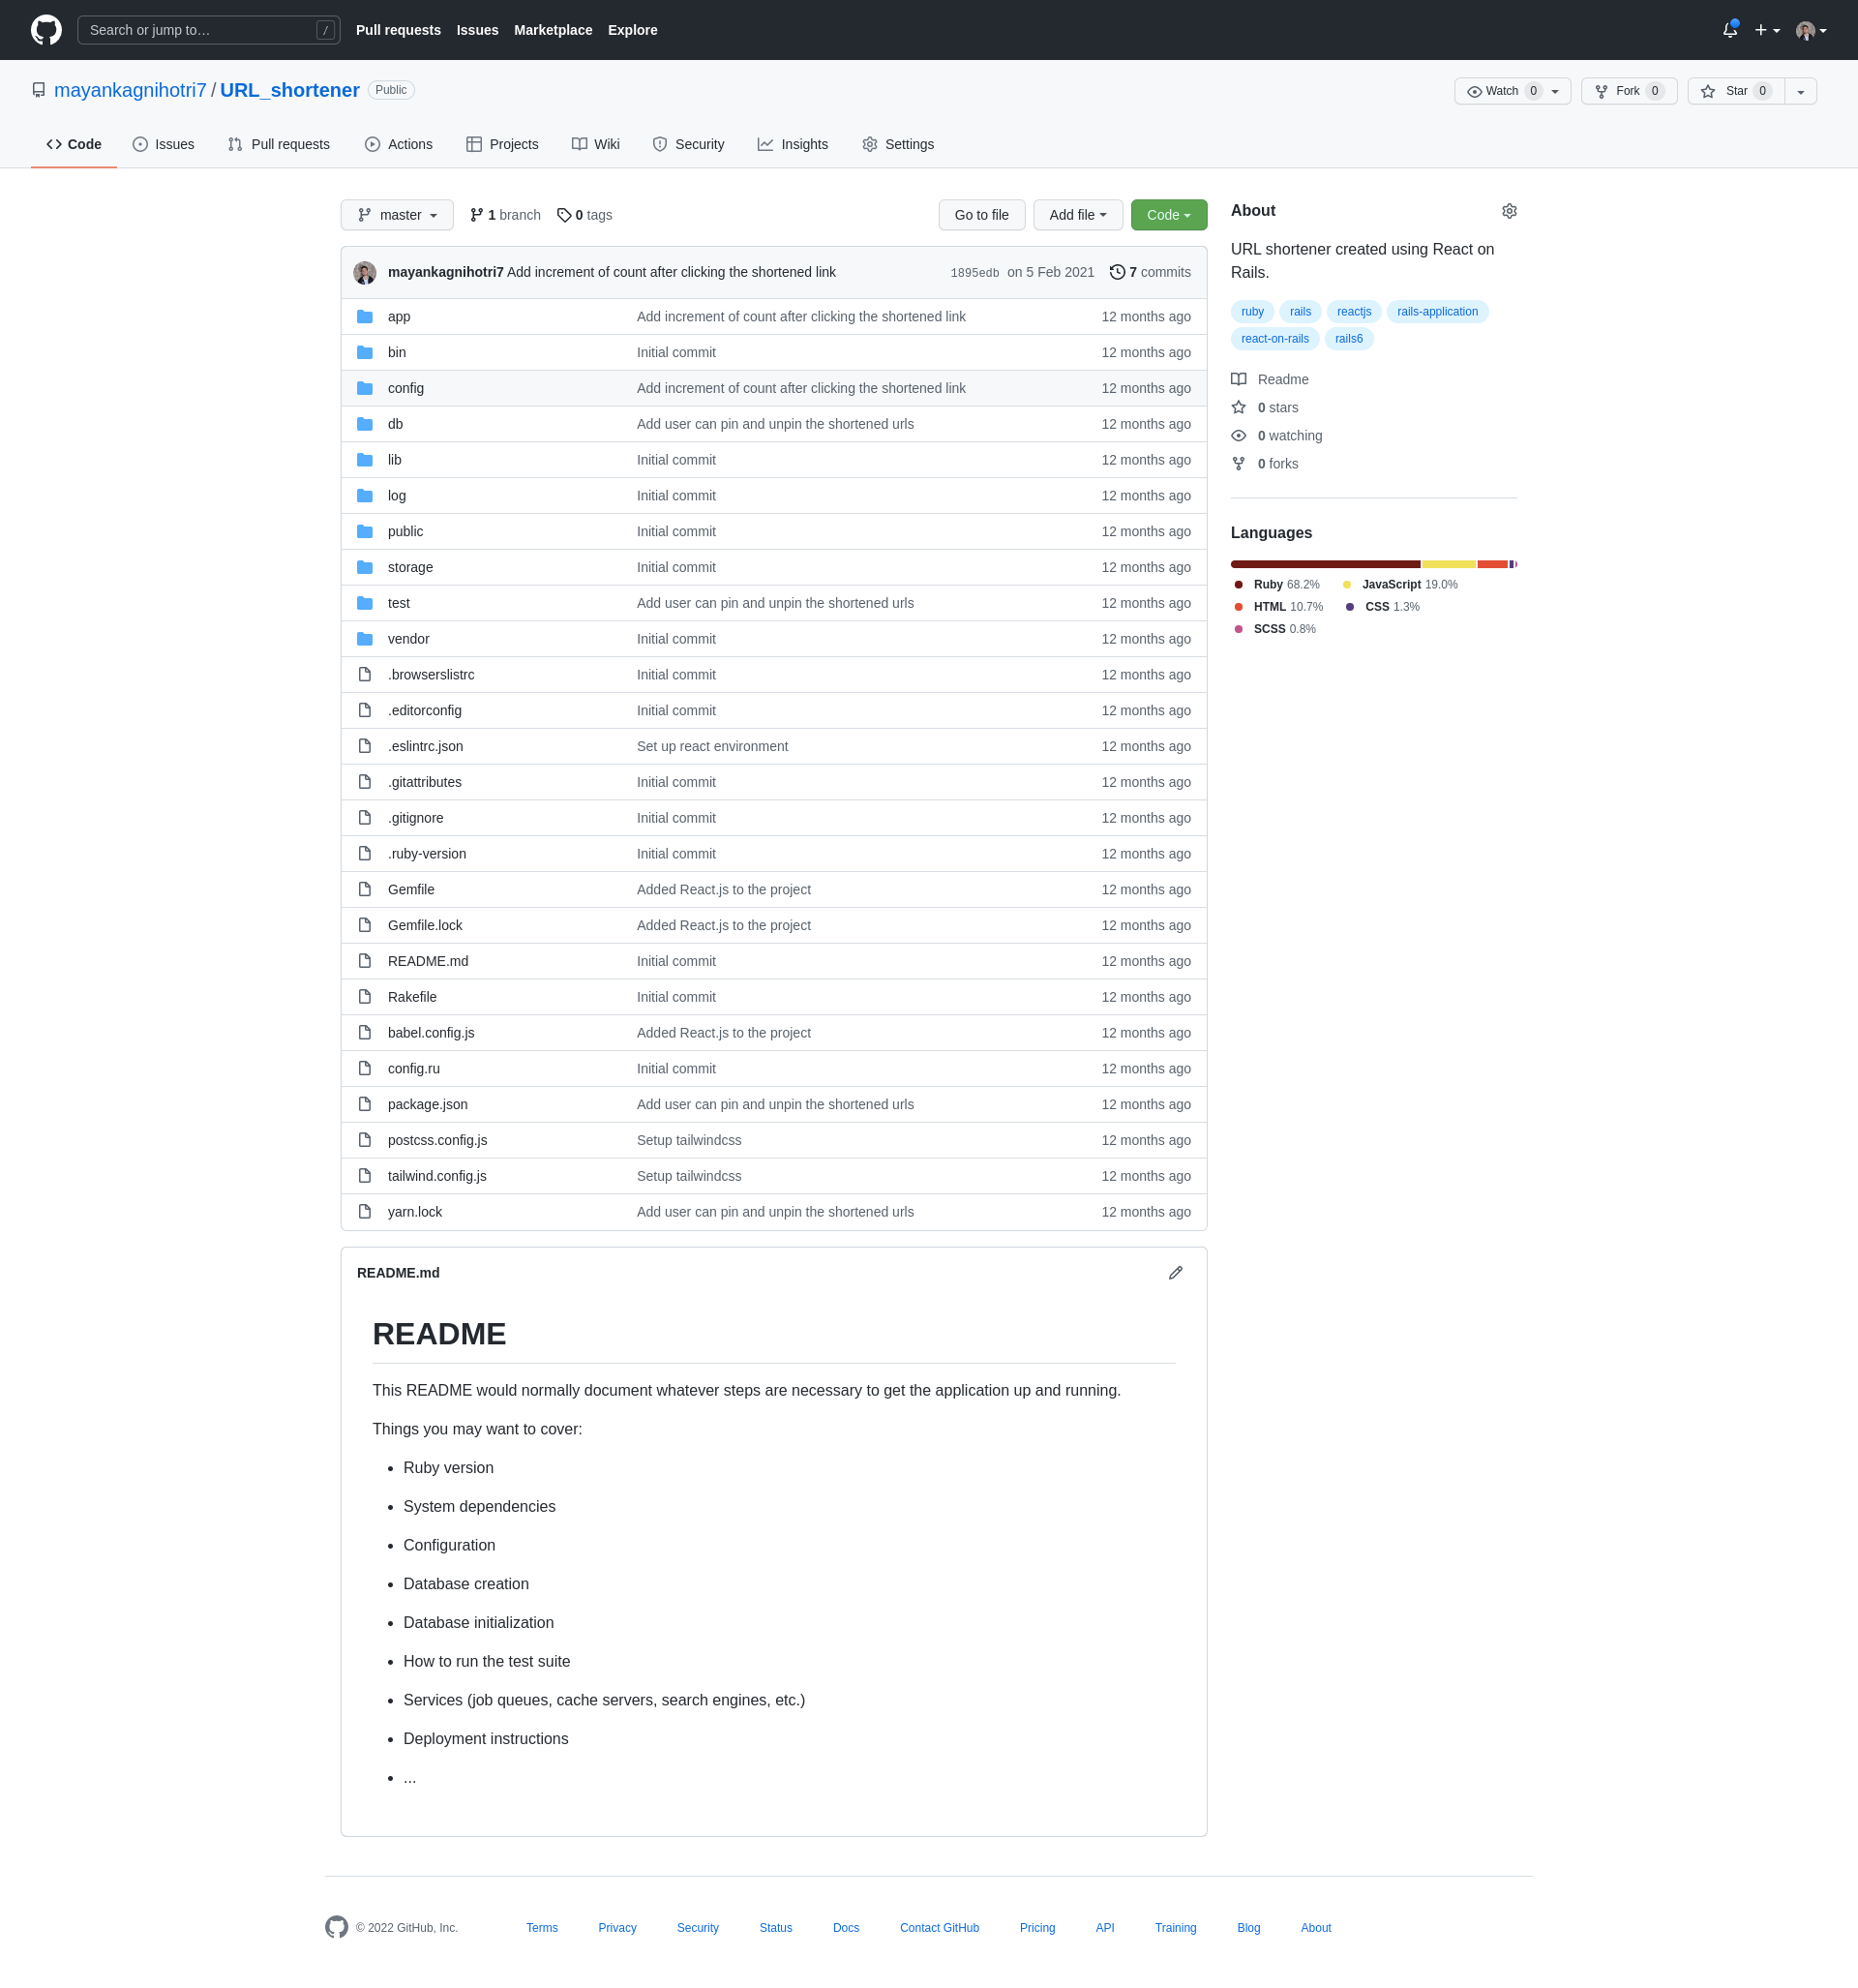 Search or jump to… /
Pull requests Issues Marketplace Explore
mayankagnihotri7 / URL_shortener Public
Watch 0 Fork 0 Star 0
Code Issues Pull requests Actions Projects Wiki Security Insights Settings
master 1 branch 0 tags Go to file Add file Code
mayankagnihotri7 Add increment of count after clicking the shortened link 1895edb on 5 Feb 2021 7 commits
app Add increment of count after clicking the shortened link 12 months ago
bin Initial commit 12 months ago
config Add increment of count after clicking the shortened link 12 months ago
db Add user can pin and unpin the shortened urls 12 months ago
lib Initial commit 12 months ago
log Initial commit 12 months ago
public Initial commit 12 months ago
storage Initial commit 12 months ago
test Add user can pin and unpin the shortened urls 12 months ago
vendor Initial commit 12 months ago
.browserslistrc Initial commit 12 months ago
.editorconfig Initial commit 12 months ago
.eslintrc.json Set up react environment 12 months ago
.gitattributes Initial commit 12 months ago
.gitignore Initial commit 12 months ago
.ruby-version Initial commit 12 months ago
Gemfile Added React.js to the project 12 months ago
Gemfile.lock Added React.js to the project 12 months ago
README.md Initial commit 12 months ago
Rakefile Initial commit 12 months ago
babel.config.js Added React.js to the project 12 months ago
config.ru Initial commit 12 months ago
package.json Add user can pin and unpin the shortened urls 12 months ago
postcss.config.js Setup tailwindcss 12 months ago
tailwind.config.js Setup tailwindcss 12 months ago
yarn.lock Add user can pin and unpin the shortened urls 12 months ago
README.md
README
This README would normally document whatever steps are necessary to get the application up and running.
Things you may want to cover:
• Ruby version
• System dependencies
• Configuration
• Database creation
• Database initialization
• How to run the test suite
• Services (job queues, cache servers, search engines, etc.)
• Deployment instructions
• ...
About
URL shortener created using React on
Rails.
ruby rails reactjs rails-application
react-on-rails rails6
Readme
0 stars
0 watching
0 forks
Languages
Ruby 68.2% JavaScript 19.0%
HTML 10.7% CSS 1.3%
SCSS 0.8%
© 2022 GitHub, Inc. Terms Privacy Security Status Docs Contact GitHub Pricing API Training Blog About